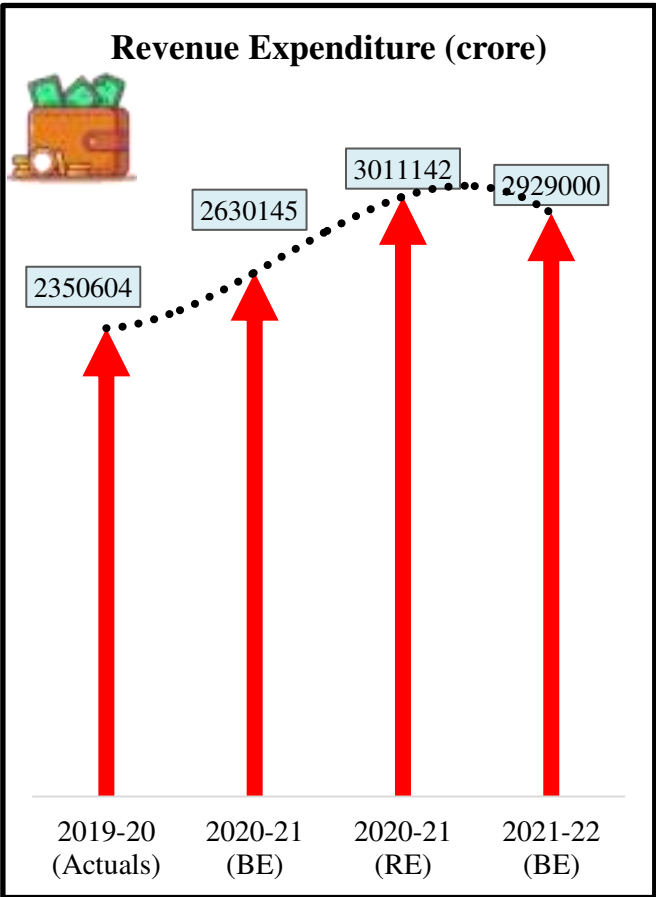 Revenue Expenditure (crore)
3011142
2929000
2630145
2350604
2019-20
(Actuals)
2020-21
(BE)
2020-21
(RE)
2021-22
(BE)